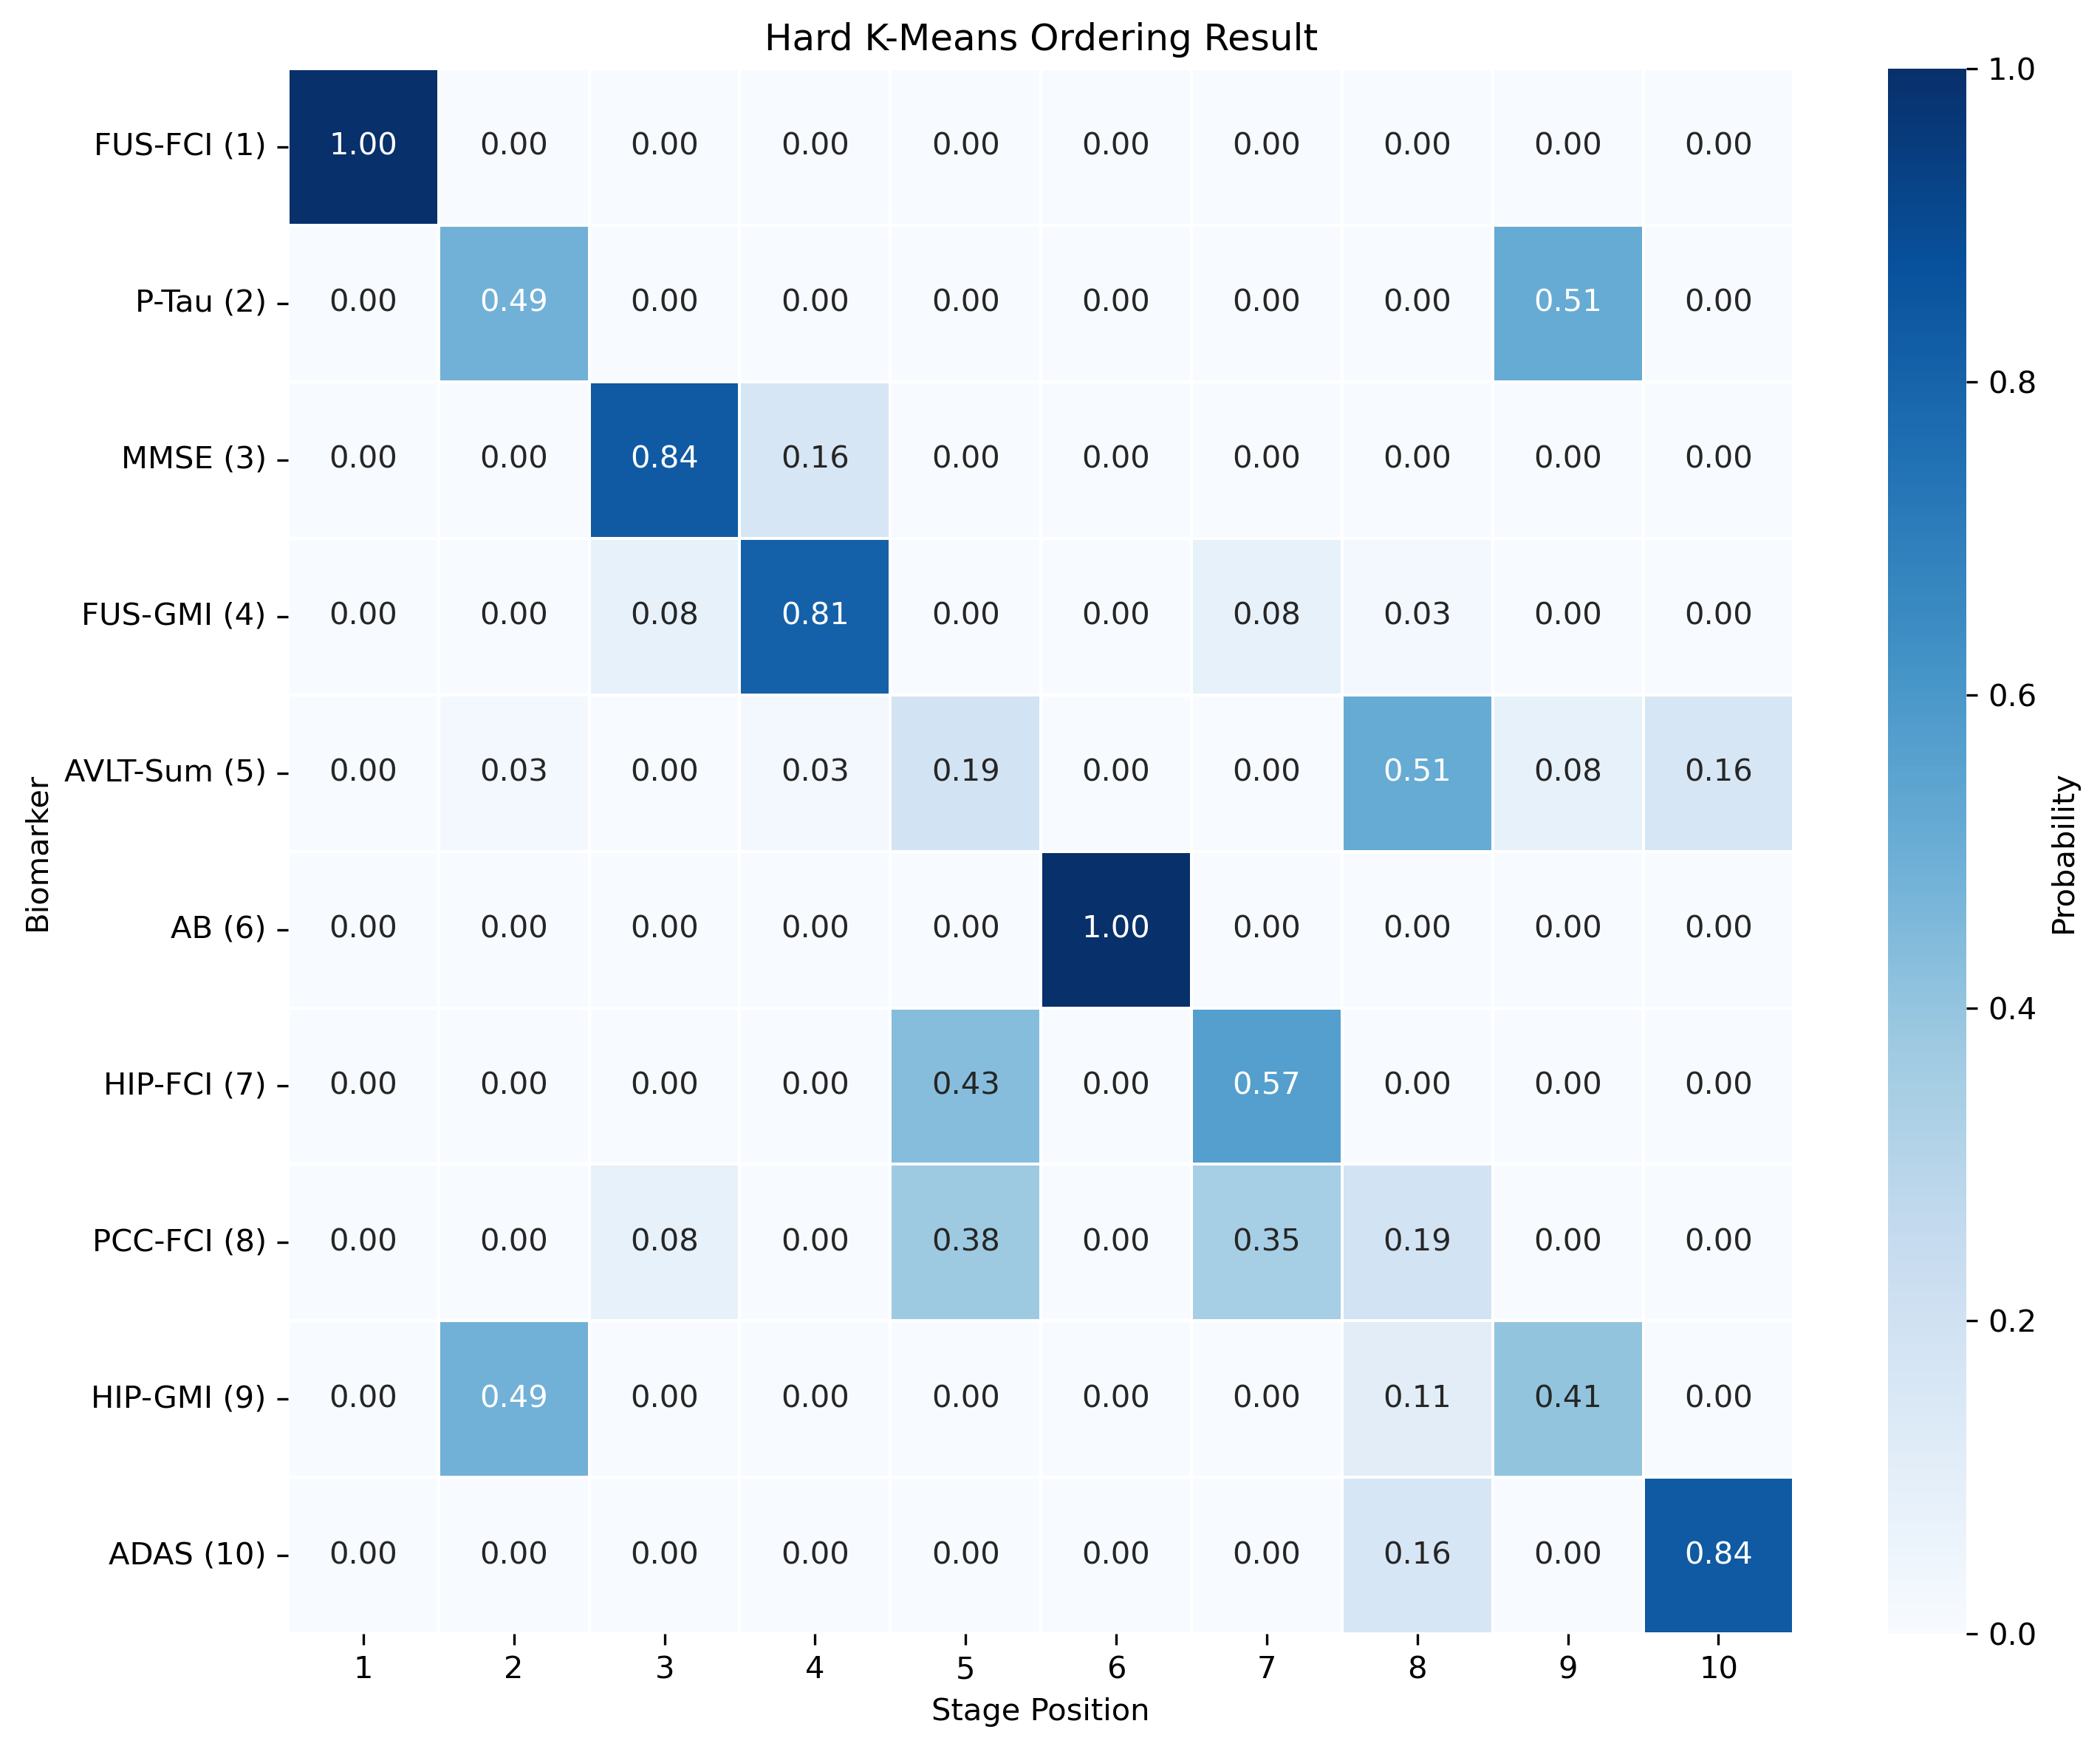 Hard K-Means Ordering Result
FUS-FCI (1) 1.00 0.00 0.00 0.00 0.00 0.00 0.00 0.00 0.00 0.00
P-Tau (2) 0.00 0.49 0.00 0.00 0.00 0.00 0.00 0.00 0.51 0.00
MMSE (3) 0.00 0.00 0.84 0.16 0.00 0.00 0.00 0.00 0.00 0.00
FUS-GMI (4) 0.00 0.00 0.08 0.81 0.00 0.00 0.08 0.03 0.00 0.00
AVLT-Sum (5) 0.00 0.03 0.00 0.03 0.19 0.00 0.00 0.51 0.08 0.16
AB (6) 0.00 0.00 0.00 0.00 0.00 1.00 0.00 0.00 0.00 0.00
HIP-FCI (7) 0.00 0.00 0.00 0.00 0.43 0.00 0.57 0.00 0.00 0.00
PCC-FCI (8) 0.00 0.00 0.08 0.00 0.38 0.00 0.35 0.19 0.00 0.00
HIP-GMI (9) 0.00 0.49 0.00 0.00 0.00 0.00 0.00 0.11 0.41 0.00
ADAS (10) 0.00 0.00 0.00 0.00 0.00 0.00 0.00 0.16 0.00 0.84
1 2 3 4 5 6 7 8 9 10
Stage Position
Biomarker
1.0
0.8
0.6
0.4
0.2
0.0
Probability